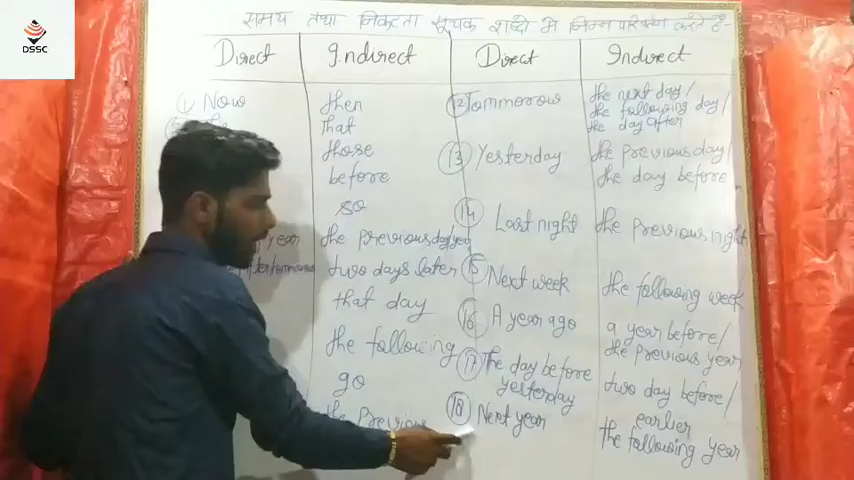 DSSC
समय तथा निकटता सूचक शब्दो मे निम्न परिवर्तन करते है-
Direct
Indirect
Direct
Indirect
① Now
then
that
those
before
so
year
the previous day/year
two days later
that day
the following
go
the previous
⑫ Tommorow
the next day/
the following day/
the day after
⑬ Yesterday
the previous day/
the day before
⑭ Last night
the previous night
⑮ Next week
the following week
⑯ A year ago
a year before/
the previous year
⑰ The day before
yesterday
two day before/
earlier
⑱ Next year
the following year